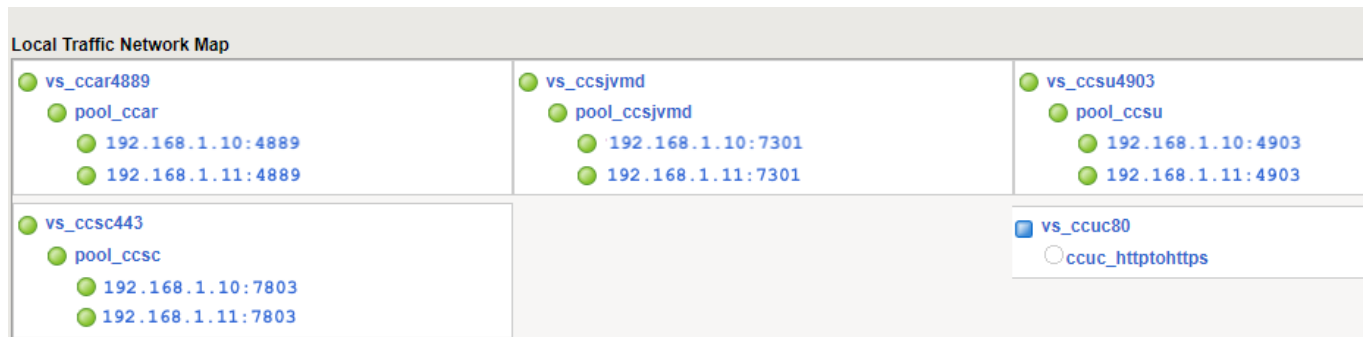 Local Traffic Network Map
vs_ccar4889
pool_ccar
192.168.1.10:4889
192.168.1.11:4889
vs_ccsjvmd
pool_ccsjvmd
192.168.1.10:7301
192.168.1.11:7301
vs_ccsu4903
pool_ccsu
192.168.1.10:4903
192.168.1.11:4903
vs_ccsc443
pool_ccsc
192.168.1.10:7803
192.168.1.11:7803
vs_ccuc80
ccuc_httptohttps